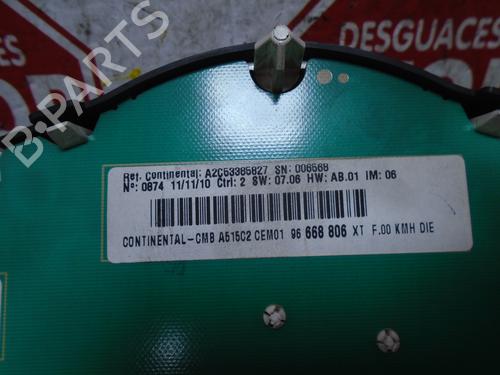 DESGUACES
Ref. Continental: A2C53385827 SN: 006568
Nº: 0874 11/11/10 Ctrl: 2 SW: 07.06 HW: AB.01 IM: 06
CONTINENTAL-CMB A515C2 CEM01 96 668 806 XT F.00 KMH DIE
B-PARTS